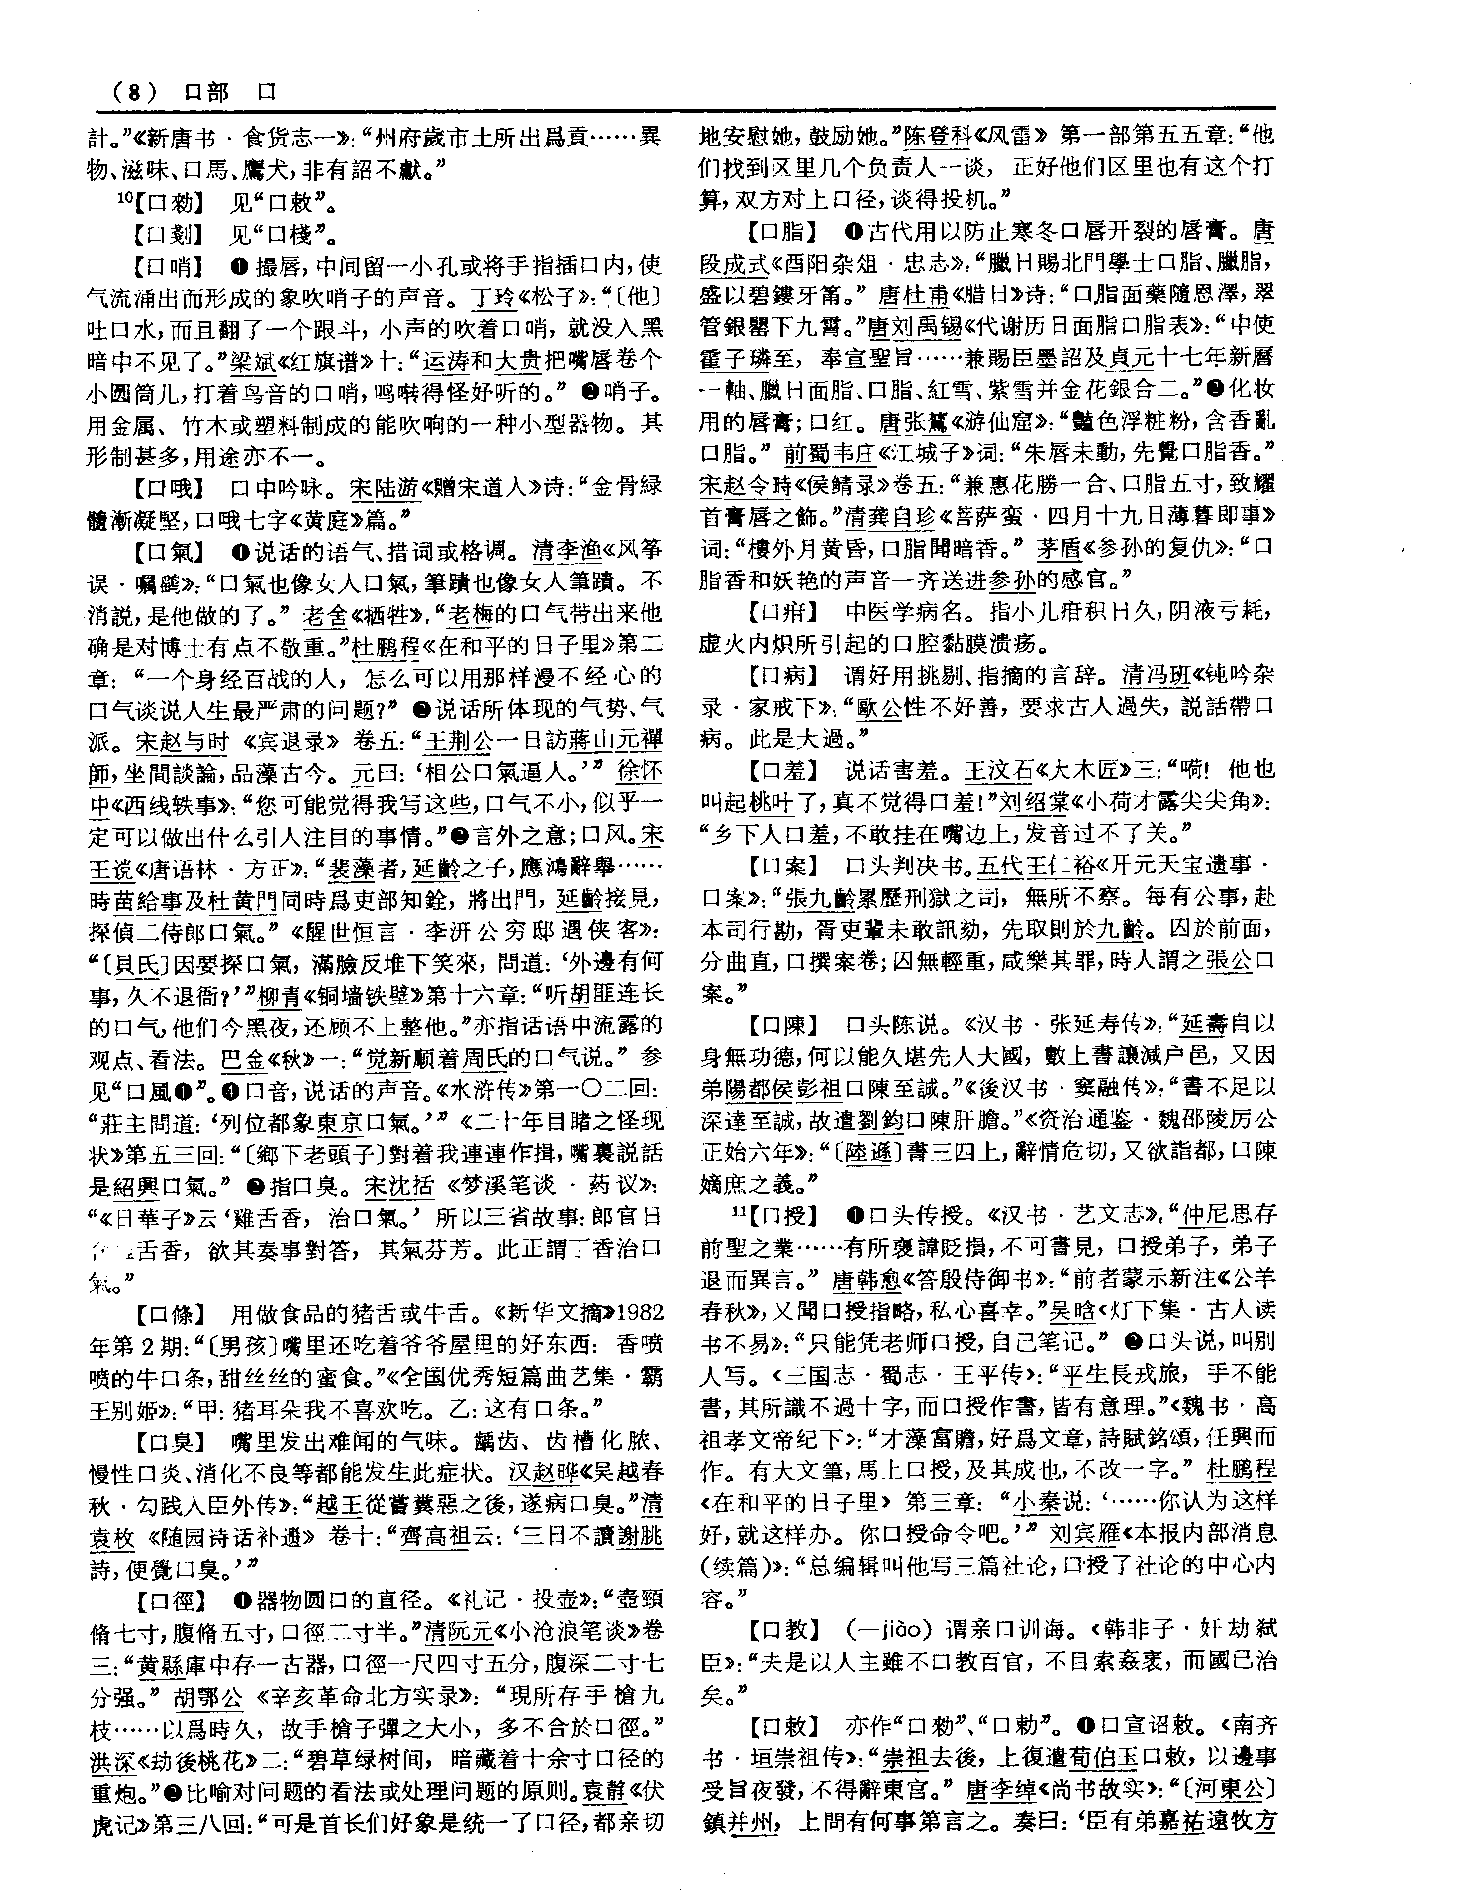 (8) 口部 口
計。”《新唐书·食货志一》：“州府歲市土所出爲貢……異
物、滋味、口馬、鷹犬，非有詔不獻。”
¹⁰【口勑】 见“口敕”。
【口剗】 见“口棧”。
【口哨】 ❶撮唇，中间留一小孔或将手指插口内，使
气流涌出而形成的象吹哨子的声音。丁玲《松子》：“〔他〕
吐口水，而且翻了一个跟斗，小声的吹着口哨，就没入黑
暗中不见了。”梁斌《红旗谱》十：“运涛和大贵把嘴唇卷个
小圆筒儿，打着鸟音的口哨，鸣啭得怪好听的。” ❷哨子。
用金属、竹木或塑料制成的能吹响的一种小型器物。其
形制甚多，用途亦不一。
【口哦】 口中吟咏。宋陆游《赠宋道人》诗：“金骨緑
髓漸凝堅，口哦七字《黄庭》篇。”
【口氣】 ❶说话的语气、措词或格调。清李渔《风筝
误·嘱鹞》：“口氣也像女人口氣，筆蹟也像女人筆蹟。不
消説，是他做的了。” 老舍《牺牲》：“老梅的口气带出来他
确是对博士有点不敬重。”杜鹏程《在和平的日子里》第二
章：“一个身经百战的人，怎么可以用那样漫不经心的
口气谈说人生最严肃的问题？” ❷说话所体现的气势、气
派。宋赵与时《宾退录》卷五：“王荆公一日訪蔣山元禪
師，坐間談論，品藻古今。元曰：‘相公口氣逼人。’” 徐怀
中《西线轶事》：“您可能觉得我写这些，口气不小，似乎一
定可以做出什么引人注目的事情。”❸言外之意；口风。宋
王谠《唐语林·方正》：“裴藻者，延齡之子，應鴻辭舉……
時苗給事及杜黄門同時爲吏部知銓，將出門，延齡接見，
探偵二侍郎口氣。”《醒世恒言·李汧公穷邸遇侠客》：
“〔貝氏〕因要探口氣，滿臉反堆下笑來，問道：‘外邊有何
事，久不退衙？’”柳青《铜墙铁壁》第十六章：“听胡匪连长
的口气，他们今黑夜，还顾不上整他。”亦指话语中流露的
观点、看法。巴金《秋》一：“觉新顺着周氏的口气说。” 参
见“口風❶”。❹口音，说话的声音。《水浒传》第一〇二回：
“莊主問道：‘列位都象東京口氣。’”《二十年目睹之怪现
状》第五三回：“〔鄉下老頭子〕對着我連連作揖，嘴裏説話
是紹興口氣。” ❺指口臭。宋沈括《梦溪笔谈·药议》：
“《日華子》云‘雞舌香，治口氣。’所以三省故事：郎官日
舌香，欲其奏事對答，其氣芬芳。此正謂丁香治口
氣。”
【口條】 用做食品的猪舌或牛舌。《新华文摘》1982
年第2期：“〔男孩〕嘴里还吃着爷爷屋里的好东西：香喷
喷的牛口条，甜丝丝的蜜食。”《全国优秀短篇曲艺集·霸
王别姬》：“甲：猪耳朵我不喜欢吃。乙：这有口条。”
【口臭】 嘴里发出难闻的气味。龋齿、齿槽化脓、
慢性口炎、消化不良等都能发生此症状。汉赵晔《吴越春
秋·勾践入臣外传》：“越王從嘗糞惡之後，遂病口臭。”清
袁枚《随园诗话补遗》卷十：“齊高祖云：‘三日不讀謝朓
詩，便覺口臭。’”
【口徑】 ❶器物圆口的直径。《礼记·投壶》：“壺頸
脩七寸，腹脩五寸，口徑二寸半。”清阮元《小沧浪笔谈》卷
三：“黄縣庫中存一古器，口徑一尺四寸五分，腹深二寸七
分强。” 胡鄂公《辛亥革命北方实录》：“現所存手槍九
枝……以爲時久，故手槍子彈之大小，多不合於口徑。”
洪深《劫後桃花》二：“碧草绿树间，暗藏着十余寸口径的
重炮。”❷比喻对问题的看法或处理问题的原则。袁静《伏
虎记》第三八回：“可是首长们好象是统一了口径，都亲切
地安慰她，鼓励她。”陈登科《风雷》第一部第五五章：“他
们找到区里几个负责人一谈，正好他们区里也有这个打
算，双方对上口径，谈得投机。”
【口脂】 ❶古代用以防止寒冬口唇开裂的唇膏。唐
段成式《酉阳杂俎·忠志》：“臘日賜北門學士口脂、臘脂，
盛以碧鏤牙筩。” 唐杜甫《腊日》诗：“口脂面藥隨恩澤，翠
管銀罌下九霄。”唐刘禹锡《代谢历日面脂口脂表》：“中使
霍子璘至，奉宣聖旨……兼賜臣墨詔及貞元十七年新曆
一軸、臘日面脂、口脂、紅雪、紫雪并金花銀合二。”❷化妆
用的唇膏；口红。唐张鷟《游仙窟》：“豔色浮粧粉，含香亂
口脂。” 前蜀韦庄《江城子》词：“朱唇未動，先覺口脂香。”
宋赵令畤《侯鲭录》卷五：“兼惠花勝一合、口脂五寸，致耀
首膏唇之飾。”清龚自珍《菩萨蛮·四月十九日薄暮即事》
词：“樓外月黄昏，口脂聞暗香。” 茅盾《参孙的复仇》：“口
脂香和妖艳的声音一齐送进参孙的感官。”
【口疳】 中医学病名。指小儿疳积日久，阴液亏耗，
虚火内炽所引起的口腔黏膜溃疡。
【口病】 谓好用挑剔、指摘的言辞。清冯班《钝吟杂
录·家戒下》：“歐公性不好善，要求古人過失，説話帶口
病。此是大過。”
【口羞】 说话害羞。王汶石《大木匠》三：“嗬！他也
叫起桃叶了，真不觉得口羞！”刘绍棠《小荷才露尖尖角》：
“乡下人口羞，不敢挂在嘴边上，发音过不了关。”
【口案】 口头判决书。五代王仁裕《开元天宝遗事·
口案》：“張九齡累歷刑獄之司，無所不察。每有公事，赴
本司行勘，胥吏輩未敢訊劾，先取則於九齡。囚於前面，
分曲直，口撰案卷；囚無輕重，咸樂其罪，時人謂之張公口
案。”
【口陳】 口头陈说。《汉书·张延寿传》：“延壽自以
身無功德，何以能久堪先人大國，數上書讓減户邑，又因
弟陽都侯彭祖口陳至誠。”《後汉书·窦融传》：“書不足以
深達至誠，故遣劉鈞口陳肝膽。”《资治通鉴·魏邵陵厉公
正始六年》：“〔陸遜〕書三四上，辭情危切，又欲詣都，口陳
嫡庶之義。”
¹¹【口授】 ❶口头传授。《汉书·艺文志》：“仲尼思存
前聖之業……有所襃諱貶損，不可書見，口授弟子，弟子
退而異言。” 唐韩愈《答殷侍御书》：“前者蒙示新注《公羊
春秋》，又聞口授指略，私心喜幸。”吴晗《灯下集·古人读
书不易》：“只能凭老师口授，自己笔记。” ❷口头说，叫别
人写。《三国志·蜀志·王平传》：“平生長戎旅，手不能
書，其所識不過十字，而口授作書，皆有意理。”《魏书·高
祖孝文帝纪下》：“才藻富贍，好爲文章，詩賦銘頌，任興而
作。有大文筆，馬上口授，及其成也，不改一字。” 杜鹏程
《在和平的日子里》第三章：“小秦说：‘……你认为这样
好，就这样办。你口授命令吧。’” 刘宾雁《本报内部消息
(续篇)》：“总编辑叫他写三篇社论，口授了社论的中心内
容。”
【口教】 (—jiào) 谓亲口训诲。《韩非子·奸劫弑
臣》：“夫是以人主雖不口教百官，不目索姦衺，而國已治
矣。”
【口敕】 亦作“口勑”、“口勅”。❶口宣诏敕。《南齐
书·垣崇祖传》：“崇祖去後，上復遣荀伯玉口敕，以邊事
受旨夜發，不得辭東宫。” 唐李绰《尚书故实》：“〔河東公〕
鎮并州，上問有何事第言之。奏曰：‘臣有弟嘉祐遠牧方